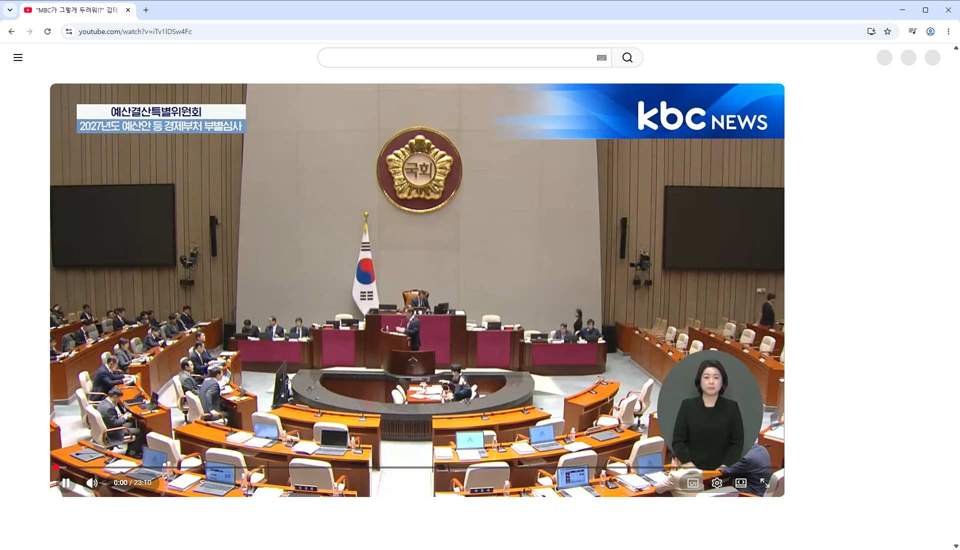 "MBC가 그렇게 두려워!?" 김티
youtube.com/watch?v=iTv1lDSw4Fc
예산결산특별위원회
2027년도 예산안 등 경제부처 부별심사
kbc NEWS
국회
0:00 / 23:10